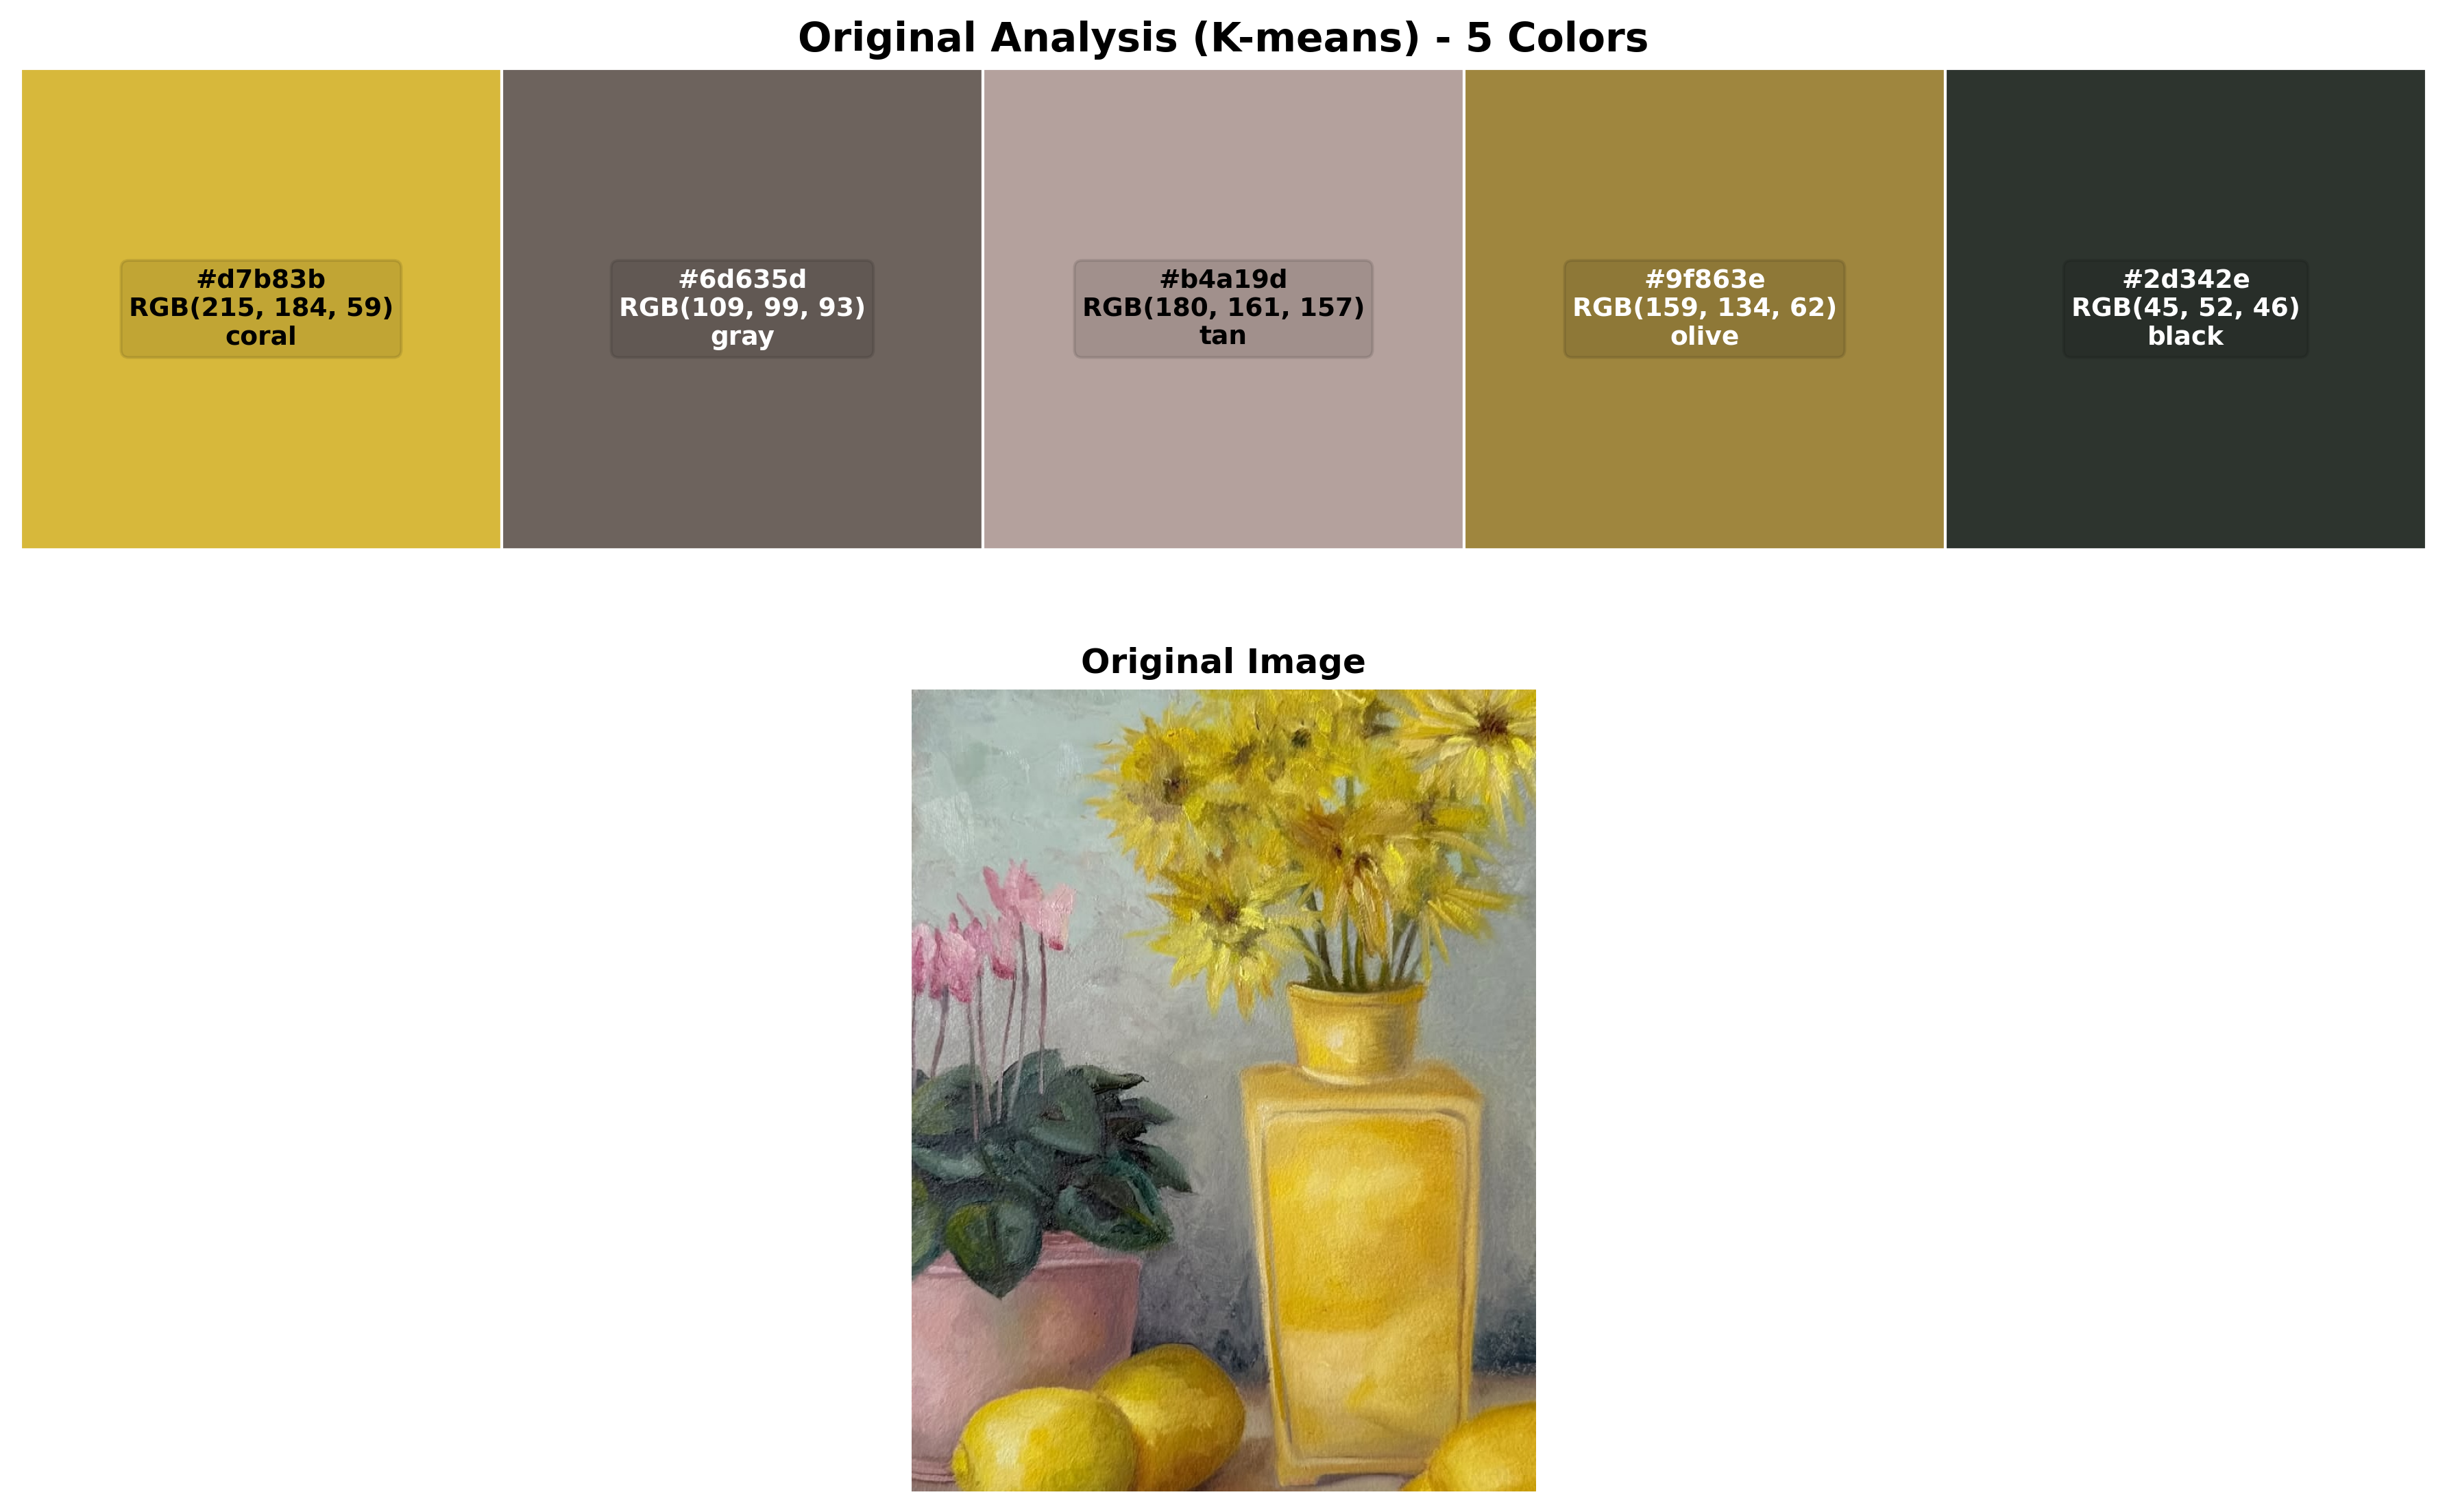 Original Analysis (K-means) - 5 Colors
#d7b83b
RGB(215, 184, 59)
coral
#6d635d
RGB(109, 99, 93)
gray
#b4a19d
RGB(180, 161, 157)
tan
#9f863e
RGB(159, 134, 62)
olive
#2d342e
RGB(45, 52, 46)
black
Original Image